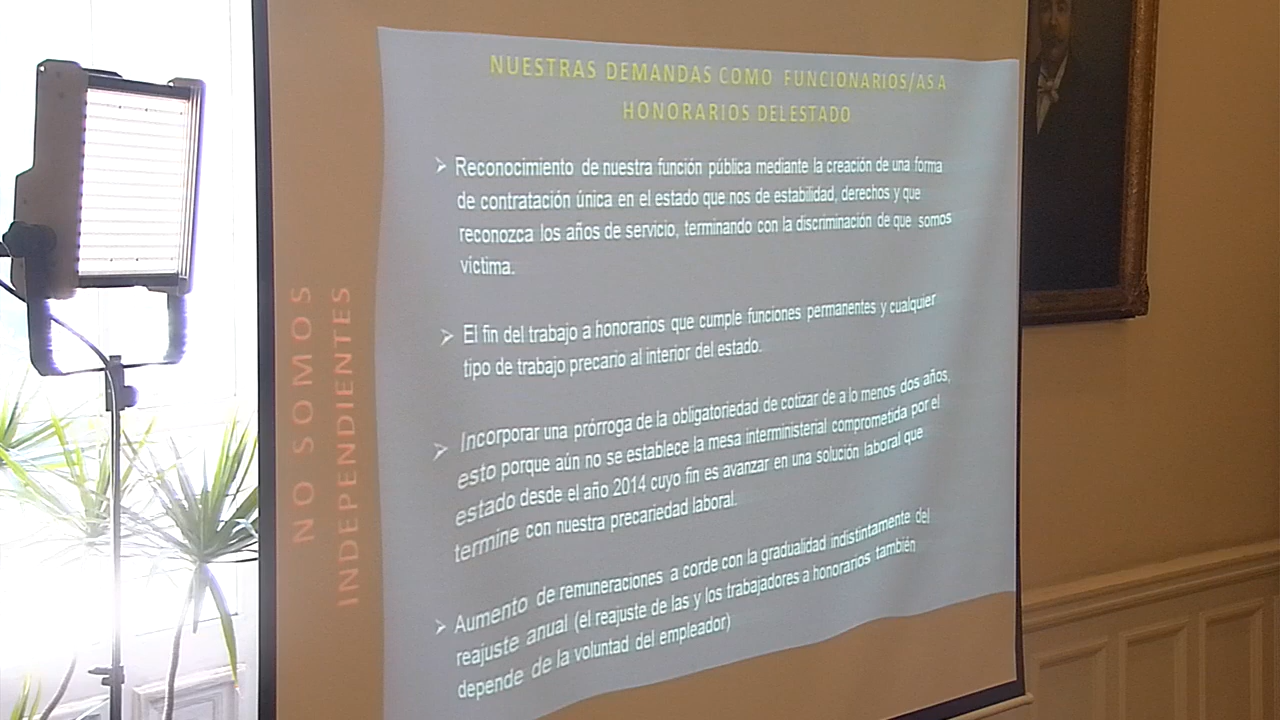 NUESTRAS DEMANDAS COMO FUNCIONARIOS/AS A
HONORARIOS DEL ESTADO
➢ Reconocimiento de nuestra función pública mediante la creación de una forma
de contratación única en el estado que nos de estabilidad, derechos y que
reconozca los años de servicio, terminando con la discriminación de que somos
víctima.
➢ El fin del trabajo a honorarios que cumple funciones permanentes y cualquier
tipo de trabajo precario al interior del estado.
➢ Incorporar una prórroga de la obligatoriedad de cotizar de a lo menos dos años,
esto porque aún no se establece la mesa interministerial comprometida por el
estado desde el año 2014 cuyo fin es avanzar en una solución laboral que
termine con nuestra precariedad laboral.
➢ Aumento de remuneraciones a corde con la gradualidad indistintamente del
reajuste anual (el reajuste de las y los trabajadores a honorarios también
depende de la voluntad del empleador)
NO SOMOS
INDEPENDIENTES